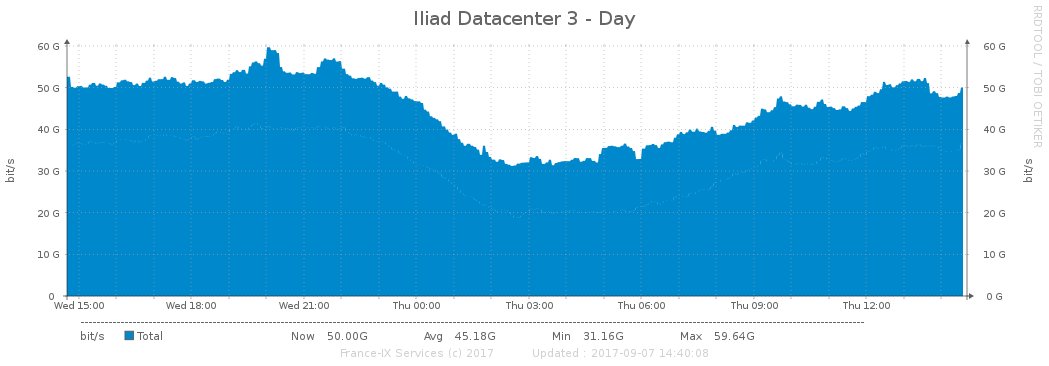 Iliad Datacenter 3 - Day
RRDTOOL / TOBI OETIKER
60 G 60 G
50 G 50 G
40 G 40 G
30 G 30 G
20 G 20 G
10 G 10 G
0 0 G
bit/s bit/s
Wed 15:00 Wed 18:00 Wed 21:00 Thu 00:00 Thu 03:00 Thu 06:00 Thu 09:00 Thu 12:00
bit/s Total Now 50.00G Avg 45.18G Min 31.16G Max 59.64G
France-IX Services (c) 2017 Updated : 2017-09-07 14:40:08